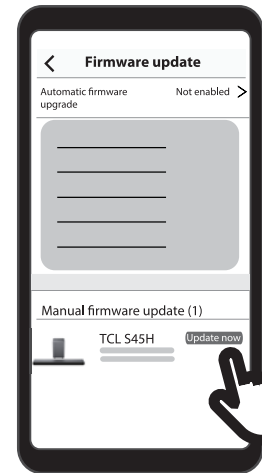 Firmware update
Automatic firmware Not enabled
upgrade
Manual firmware update (1)
TCL S45H Update now